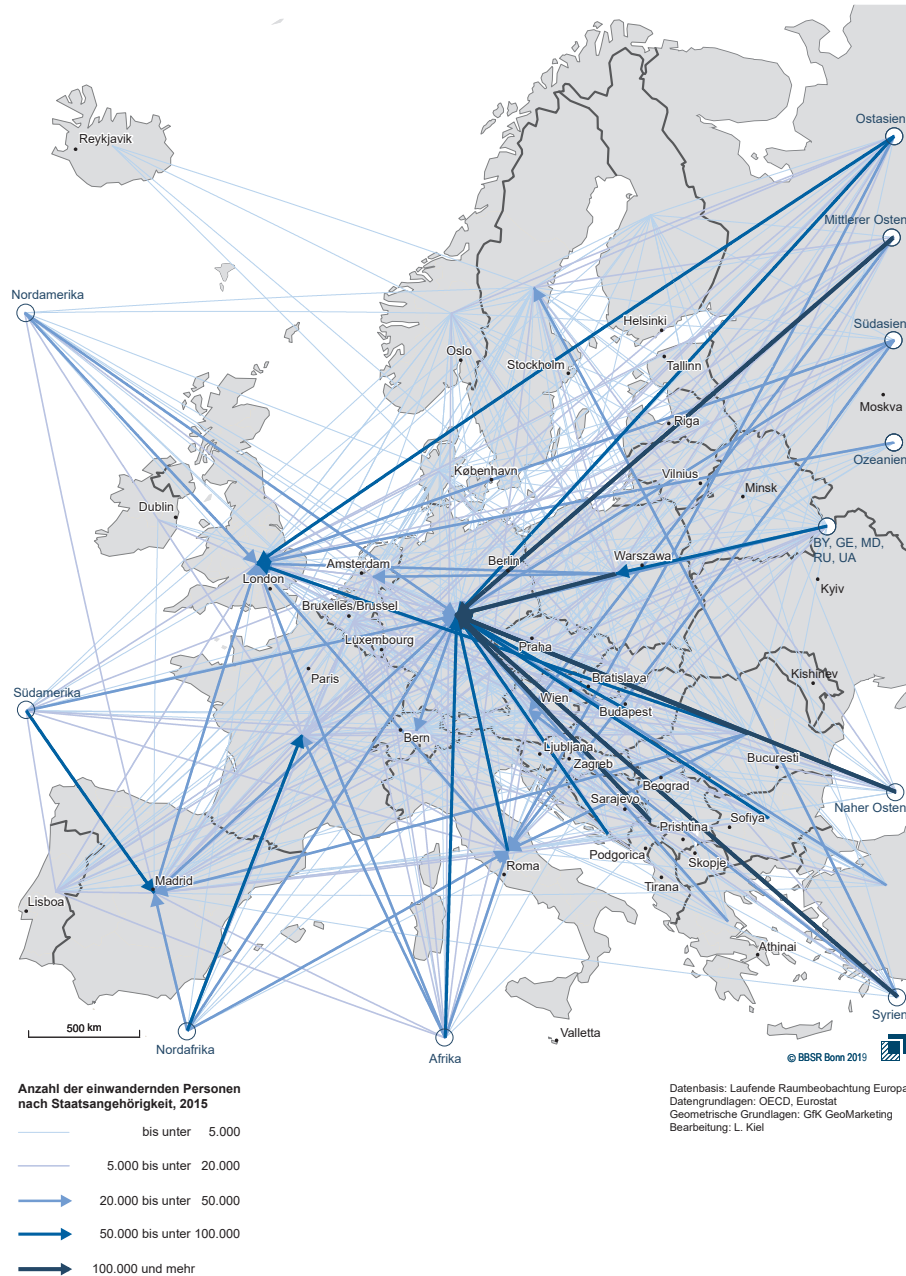 Reykjavik
Ostasien
Mittlerer Osten
Nordamerika
Helsinki
Südasien
Oslo
Stockholm
Tallinn
Moskva
Riga
Ozeanien
København
Vilnius
Minsk
Dublin
BY, GE, MD,
RU, UA
Berlin
Warszawa
Amsterdam
London
Kyiv
Bruxelles/Brussel
Luxembourg
Praha
Paris
Bratislava
Kishinev
Südamerika
Wien
Budapest
Bern
Ljubljana
Zagreb
Bucuresti
Beograd
Sarajevo
Naher Osten
Sofiya
Prishtina
Podgorica
Skopje
Roma
Madrid
Tirana
Lisboa
Athinai
Syrien
500 km
Nordafrika
Afrika
Valletta
© BBSR Bonn 2019
Anzahl der einwandernden Personen
nach Staatsangehörigkeit, 2015
bis unter 5.000
5.000 bis unter 20.000
20.000 bis unter 50.000
50.000 bis unter 100.000
100.000 und mehr
Datenbasis: Laufende Raumbeobachtung Europa
Datengrundlagen: OECD, Eurostat
Geometrische Grundlagen: GfK GeoMarketing
Bearbeitung: L. Kiel